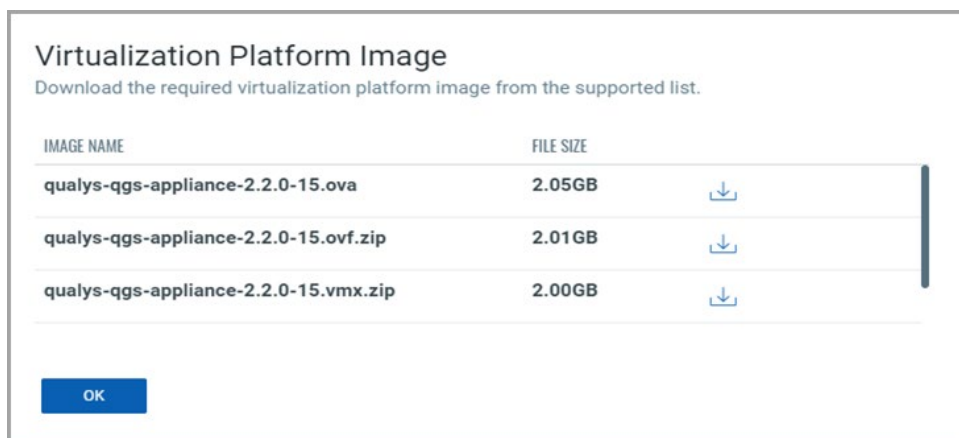 Virtualization Platform Image
Download the required virtualization platform image from the supported list.
IMAGE NAME FILE SIZE
qualys-qgs-appliance-2.2.0-15.ova 2.05GB
qualys-qgs-appliance-2.2.0-15.ovf.zip 2.01GB
qualys-qgs-appliance-2.2.0-15.vmx.zip 2.00GB
OK